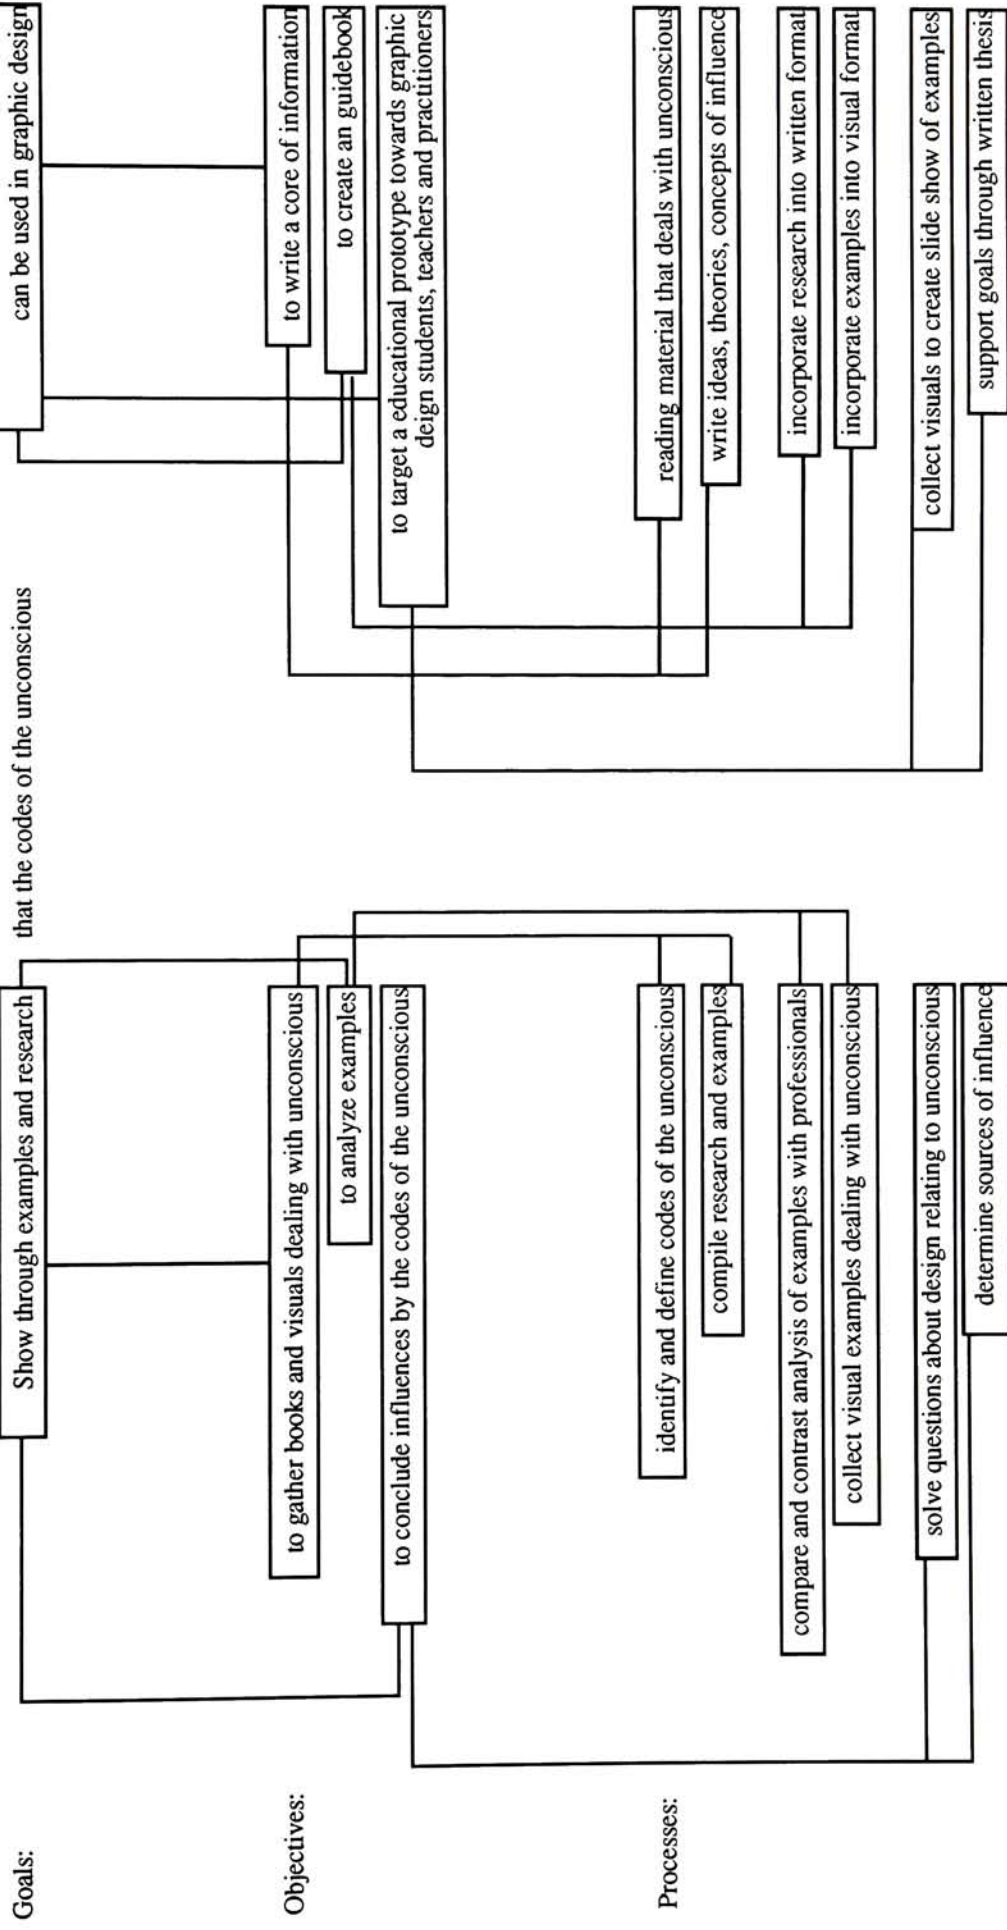 Goals:
Show through examples and research
that the codes of the unconscious
can be used in graphic design
Objectives:
to gather books and visuals dealing with unconscious
to analyze examples
to conclude influences by the codes of the unconscious
to write a core of information
to create an guidebook
to target a educational prototype towards graphic
deign students, teachers and practitioners
Processes:
identify and define codes of the unconscious
compile research and examples
compare and contrast analysis of examples with professionals
collect visual examples dealing with unconscious
solve questions about design relating to unconscious
determine sources of influence
reading material that deals with unconscious
write ideas, theories, concepts of influence
incorporate research into written format
incorporate examples into visual format
collect visuals to create slide show of examples
support goals through written thesis